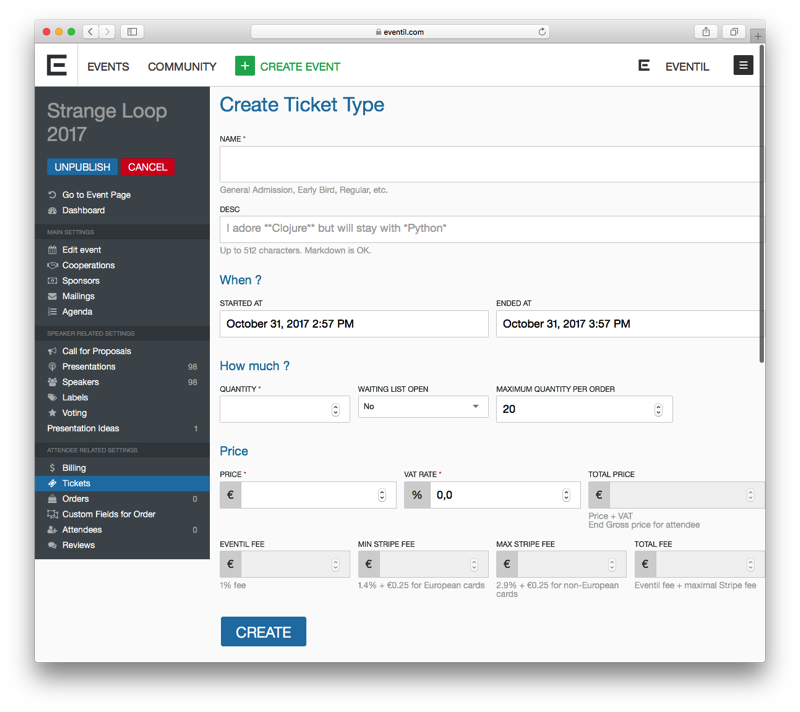 eventil.com
EVENTS
COMMUNITY
+ CREATE EVENT
EVENTIL
Strange Loop
2017
UNPUBLISH
CANCEL
Go to Event Page
Dashboard
MAIN SETTINGS
Edit event
Cooperations
Sponsors
Mailings
Agenda
SPEAKER RELATED SETTINGS
Call for Proposals
Presentations 98
Speakers 98
Labels
Voting
Presentation Ideas 1
ATTENDEE RELATED SETTINGS
$ Billing
Tickets
Orders 0
Custom Fields for Order
Attendees 0
Reviews
Create Ticket Type
NAME *
General Admission, Early Bird, Regular, etc.
DESC
I adore **Clojure** but will stay with *Python*
Up to 512 characters. Markdown is OK.
When ?
STARTED AT
ENDED AT
October 31, 2017 2:57 PM
October 31, 2017 3:57 PM
How much ?
QUANTITY *
WAITING LIST OPEN
MAXIMUM QUANTITY PER ORDER
No
20
Price
PRICE *
VAT RATE *
TOTAL PRICE
€
% 0,0
€
Price + VAT
End Gross price for attendee
EVENTIL FEE
MIN STRIPE FEE
MAX STRIPE FEE
TOTAL FEE
€
€
€
€
1% fee
1.4% + €0.25 for European cards
2.9% + €0.25 for non-European
cards
Eventil fee + maximal Stripe fee
CREATE